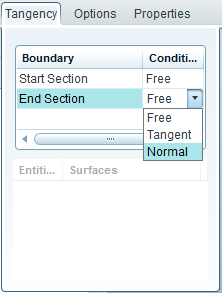 Tangency Options Properties
Boundary Conditi...
Start Section Free
End Section Free
Free
Tangent
Normal
Entiti... Surfaces